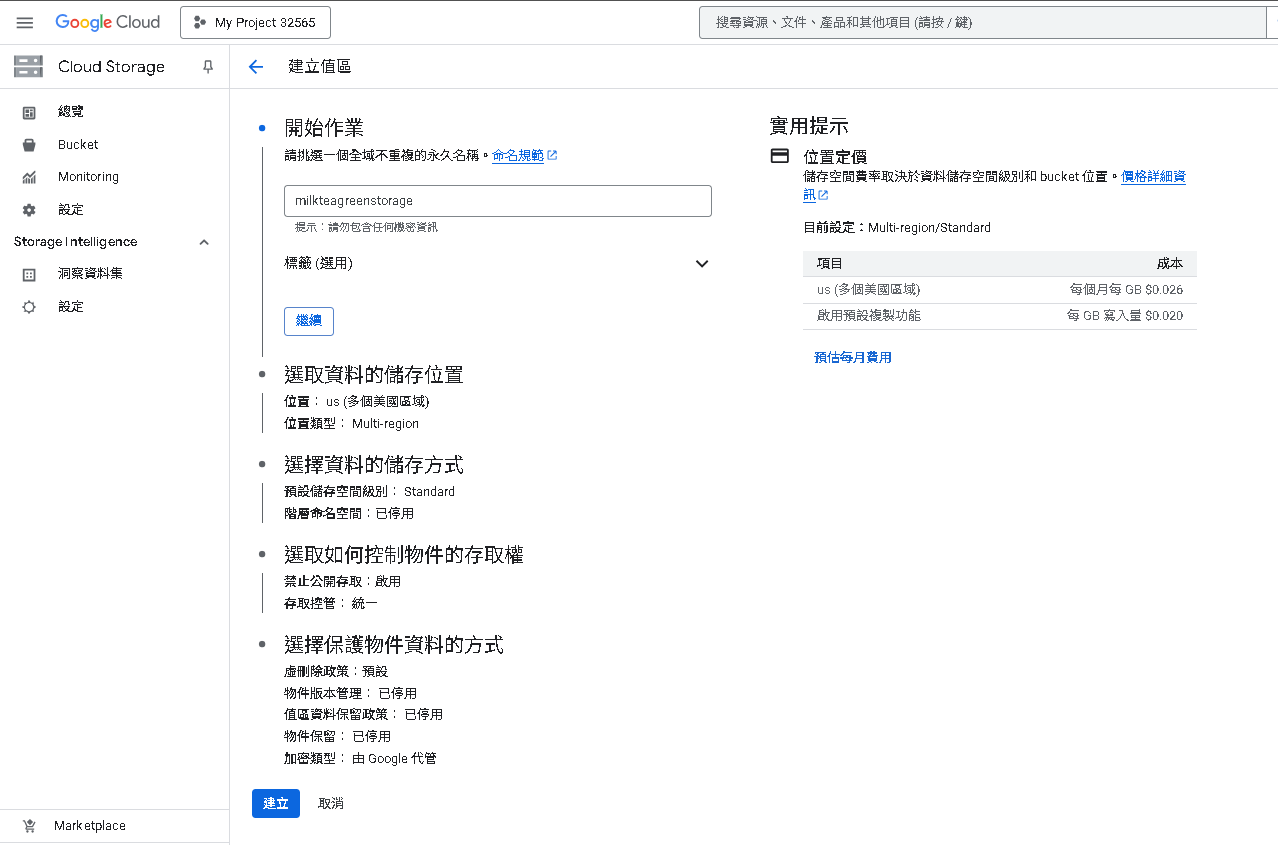 Google Cloud
My Project 32565
搜尋資源、文件、產品和其他項目 (請按 / 鍵)
Cloud Storage
建立值區
總覽
Bucket
Monitoring
設定
Storage Intelligence
洞察資料集
設定
Marketplace
開始作業
請挑選一個全域不重複的永久名稱。命名規範
milkteagreenstorage
提示：請勿包含任何機密資訊
標籤 (選用)
繼續
選取資料的儲存位置
位置： us (多個美國區域)
位置類型： Multi-region
選擇資料的儲存方式
預設儲存空間級別： Standard
階層命名空間：已停用
選取如何控制物件的存取權
禁止公開存取：啟用
存取控管： 統一
選擇保護物件資料的方式
虛刪除政策：預設
物件版本管理： 已停用
值區資料保留政策： 已停用
物件保留： 已停用
加密類型： 由 Google 代管
建立
取消
實用提示
位置定價
儲存空間費率取決於資料儲存空間級別和 bucket 位置。價格詳細資
訊
目前設定：Multi-region/Standard
項目 成本
us (多個美國區域) 每個月每 GB $0.026
啟用預設複製功能 每 GB 寫入量 $0.020
預估每月費用